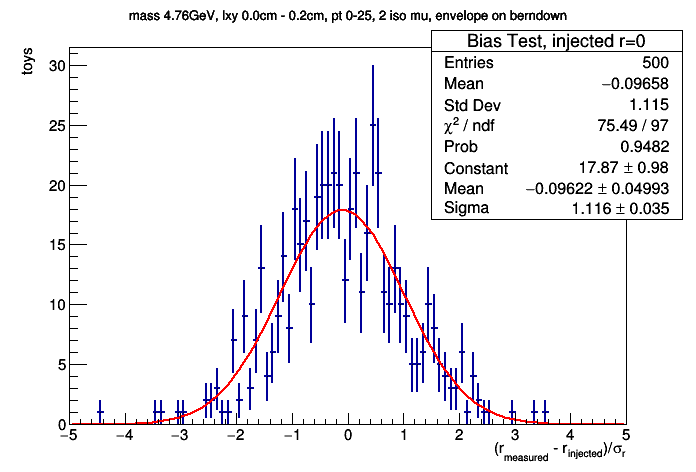 mass 4.76GeV, lxy 0.0cm - 0.2cm, pt 0-25, 2 iso mu, envelope on berndown
Bias Test, injected r=0
Entries 500
Mean −0.09658
Std Dev 1.115
χ² / ndf 75.49 / 97
Prob 0.9482
Constant 17.87 ± 0.98
Mean −0.09622 ± 0.04993
Sigma 1.116 ± 0.035
toys
30
25
20
15
10
5
0
−5 −4 −3 −2 −1 0 1 2 3 4 5
(r_measured - r_injected)/σ_r